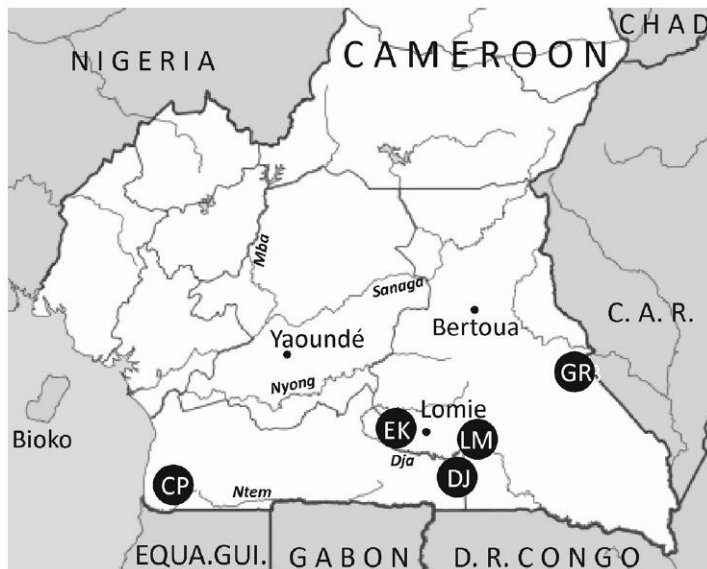 CHAD
NIGERIA
CAMEROON
Mba
Sanaga
C. A. R.
Bertoua
Yaoundé
GR
Nyong
Bioko
EK
Lomie
LM
Dja
DJ
CP
Ntem
EQUA.GUI.
GABON
D. R. CONGO